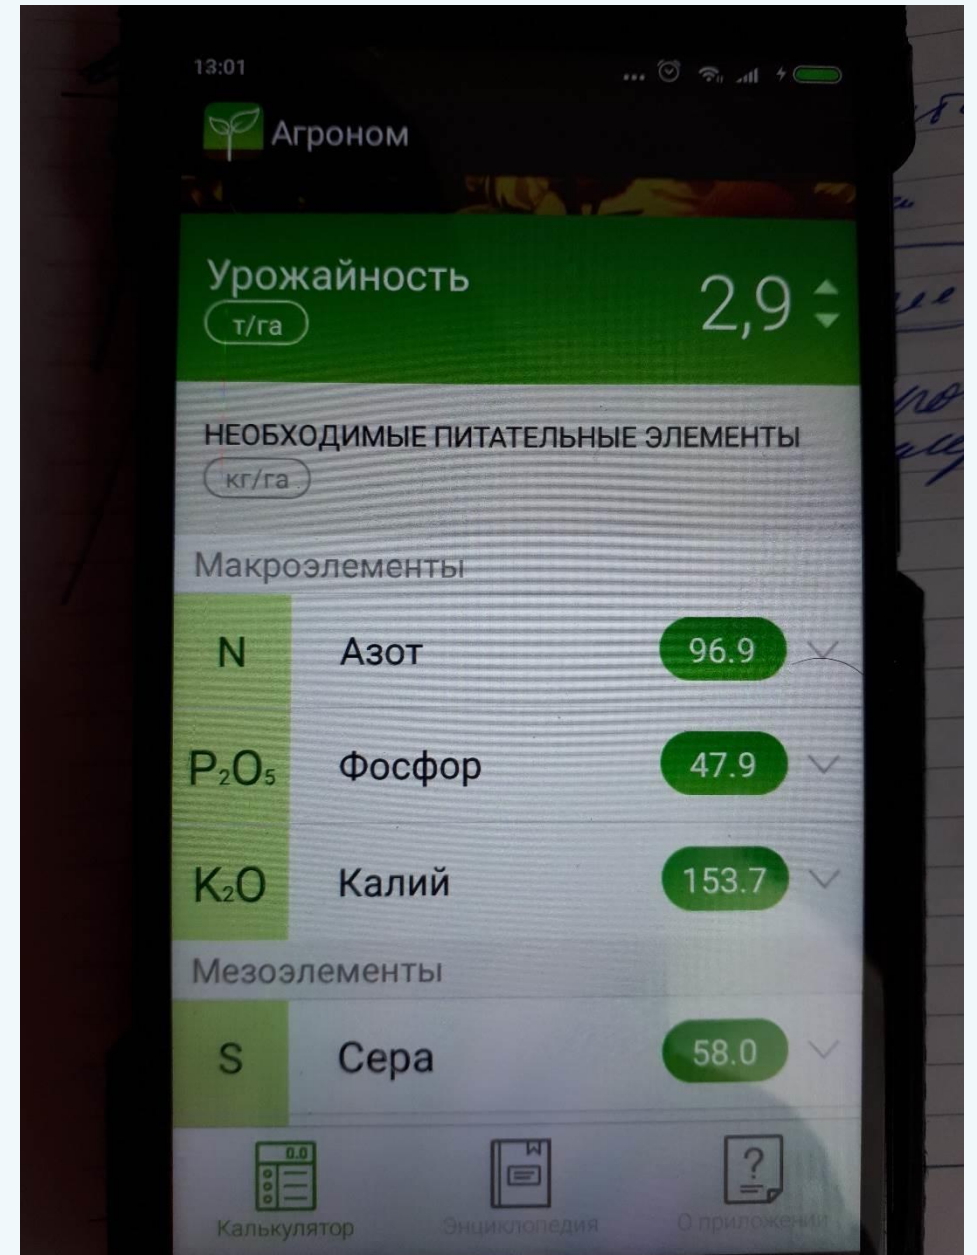 13:01
Агроном
Урожайность
2,9
т/га
НЕОБХОДИМЫЕ ПИТАТЕЛЬНЫЕ ЭЛЕМЕНТЫ
кг/га
Макроэлементы
N Азот 96.9
P₂O₅ Фосфор 47.9
K₂O Калий 153.7
Мезоэлементы
S Сера 58.0
0.0
?
Калькулятор Энциклопедия О приложении